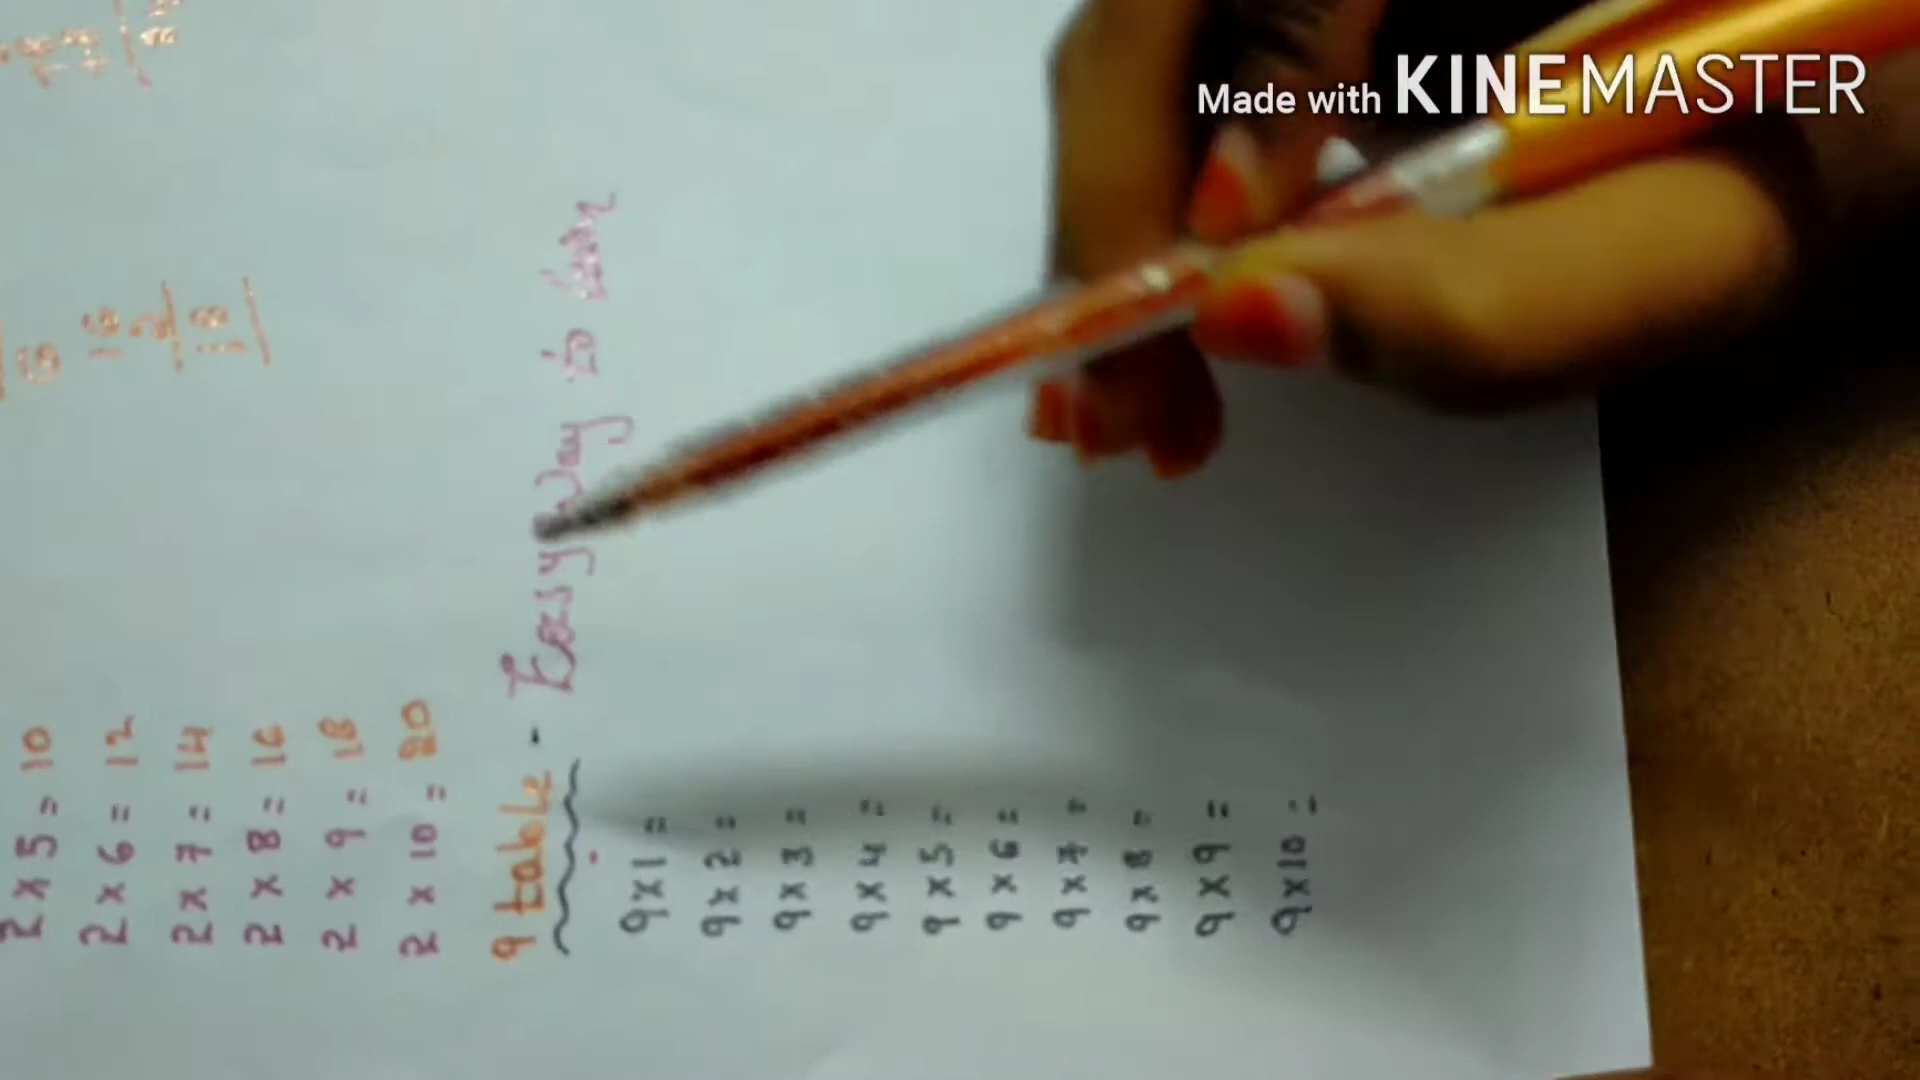 Made with KINEMASTER
2 x 5 = 10
2 x 6 = 12
2 x 7 = 14
2 x 8 = 16
2 x 9 = 18
2 x 10 = 20
9 table - Easy way to learn
9 x 1 =
9 x 2 =
9 x 3 =
9 x 4 =
9 x 5 =
9 x 6 =
9 x 7 =
9 x 8 =
9 x 9 =
9 x 10 =